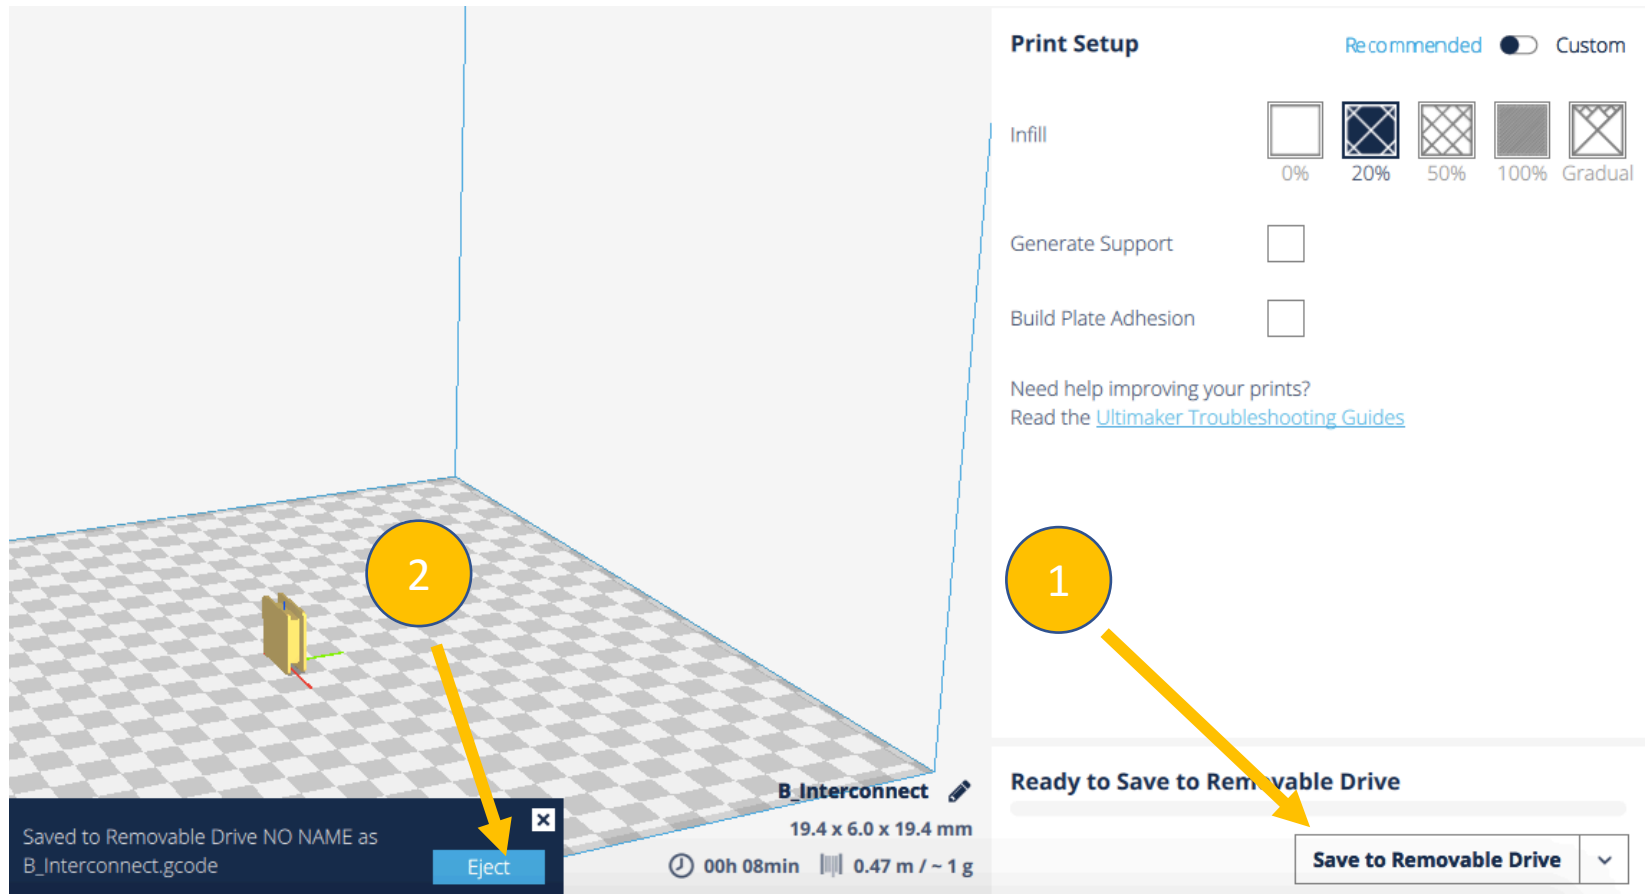 Print Setup
Recommended Custom
Infill
0% 20% 50% 100% Gradual
Generate Support
Build Plate Adhesion
Need help improving your prints?
Read the Ultimaker Troubleshooting Guides
2
1
B_Interconnect
19.4 x 6.0 x 19.4 mm
00h 08min 0.47 m / ~ 1 g
Saved to Removable Drive NO NAME as
B_Interconnect.gcode
Eject
Ready to Save to Removable Drive
Save to Removable Drive